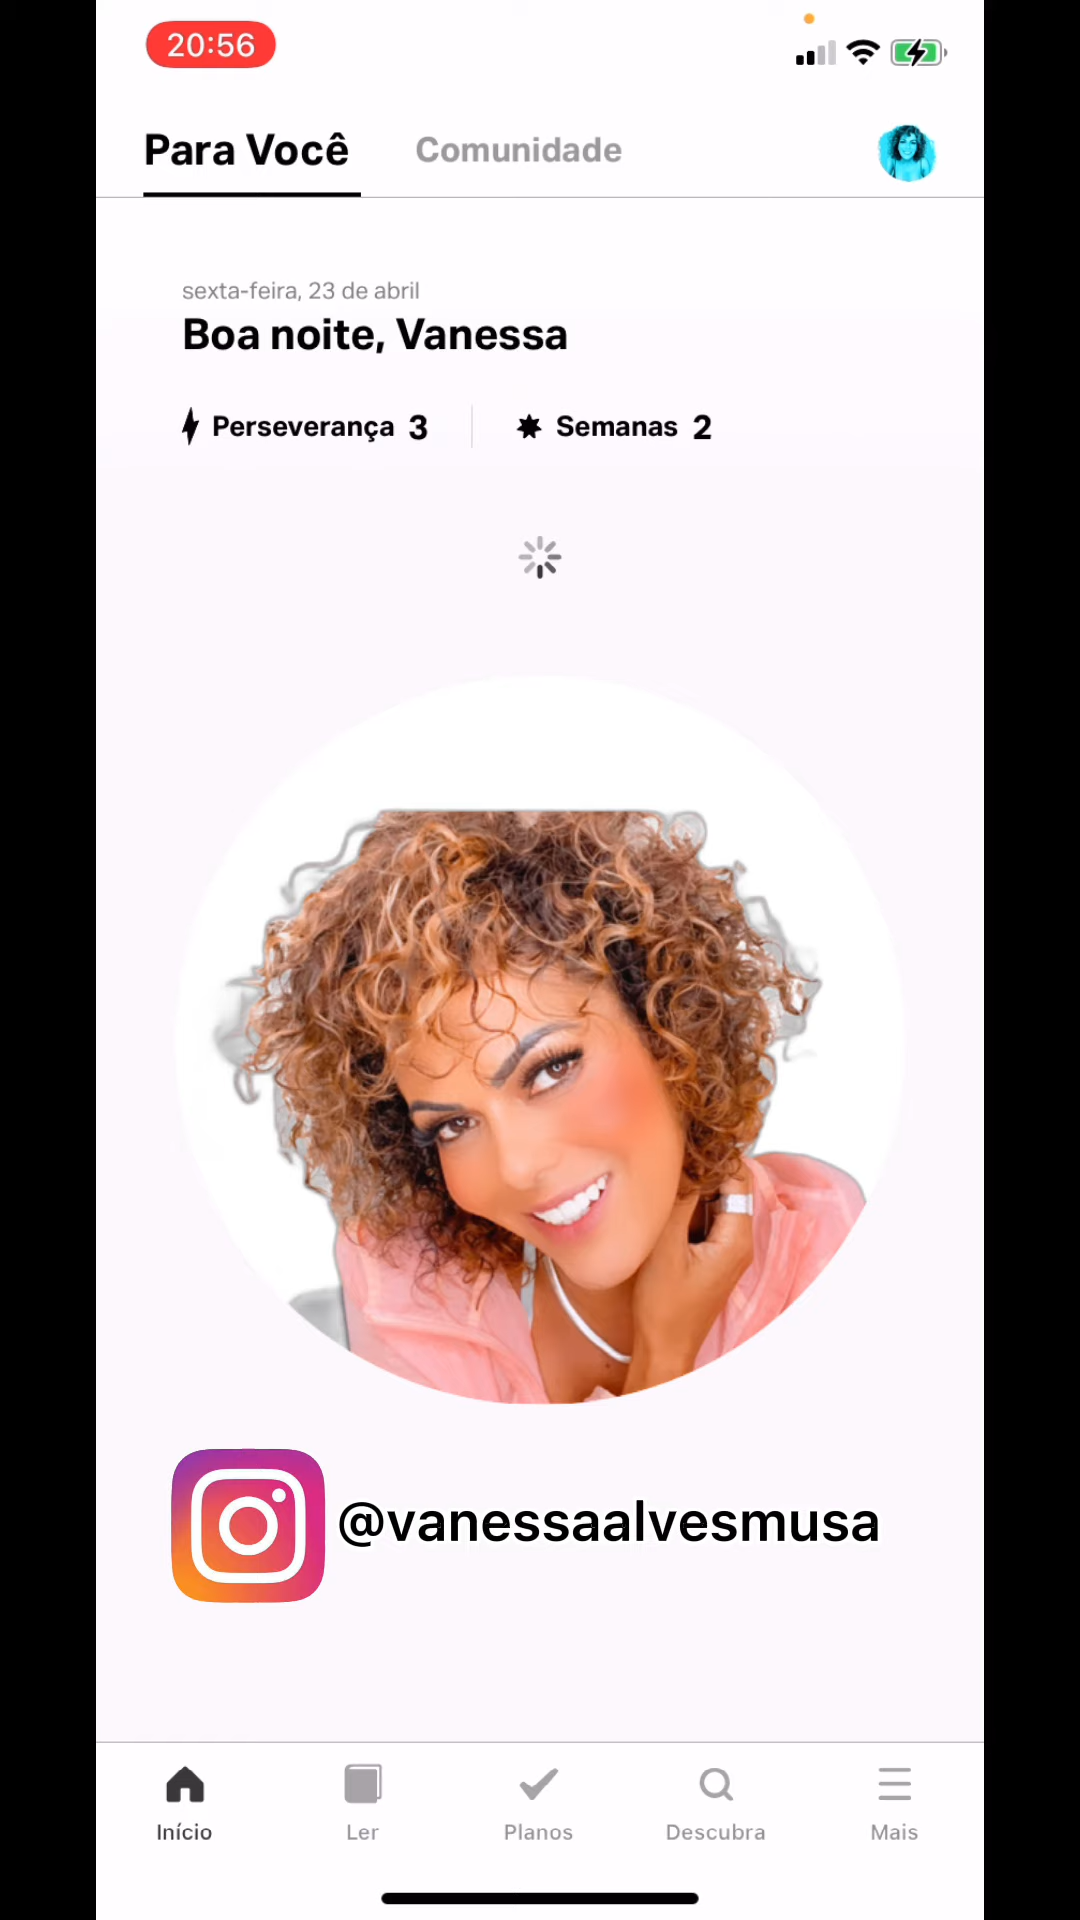 20:56
Para Você
Comunidade
sexta-feira, 23 de abril
Boa noite, Vanessa
Perseverança 3
Semanas 2
@vanessaalvesmusa
Início
Ler
Planos
Descubra
Mais